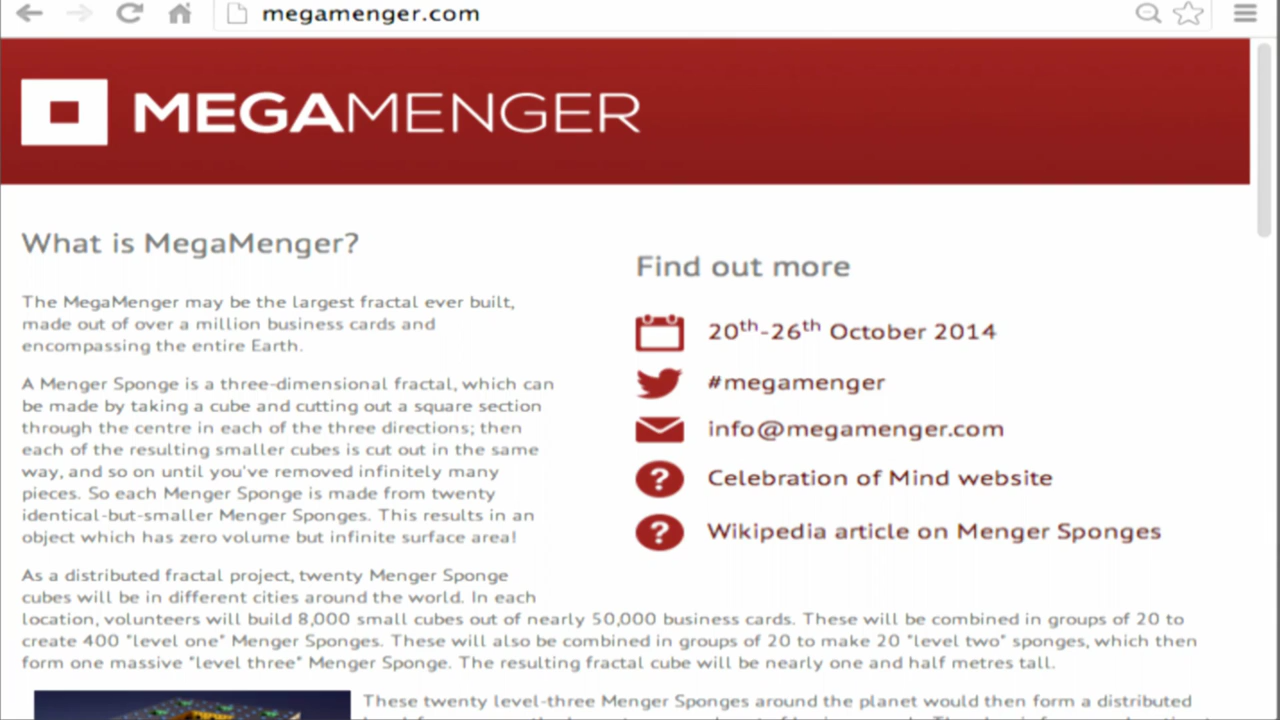 megamenger.com
MEGAMENGER
What is MegaMenger?
The MegaMenger may be the largest fractal ever built,
made out of over a million business cards and
encompassing the entire Earth.
A Menger Sponge is a three-dimensional fractal, which can
be made by taking a cube and cutting out a square section
through the centre in each of the three directions; then
each of the resulting smaller cubes is cut out in the same
way, and so on until you've removed infinitely many
pieces. So each Menger Sponge is made from twenty
identical-but-smaller Menger Sponges. This results in an
object which has zero volume but infinite surface area!
Find out more
20th-26th October 2014
#megamenger
info@megamenger.com
? Celebration of Mind website
? Wikipedia article on Menger Sponges
As a distributed fractal project, twenty Menger Sponge
cubes will be in different cities around the world. In each
location, volunteers will build 8,000 small cubes out of nearly 50,000 business cards. These will be combined in groups of 20 to
create 400 "level one" Menger Sponges. These will also be combined in groups of 20 to make 20 "level two" sponges, which then
form one massive "level three" Menger Sponge. The resulting fractal cube will be nearly one and half metres tall.
These twenty level-three Menger Sponges around the planet would then form a distributed